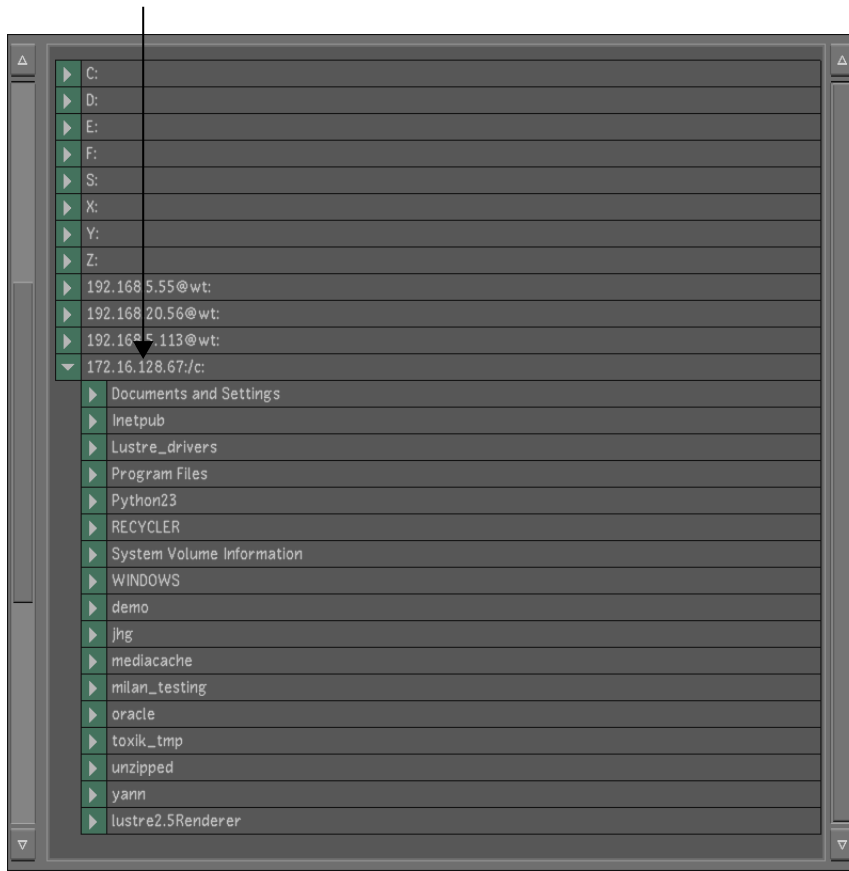 C:
D:
E:
F:
S:
X:
Y:
Z:
192.168.5.55@wt:
192.168.20.56@wt:
192.168.5.113@wt:
172.16.128.67:/c:
Documents and Settings
Inetpub
Lustre_drivers
Program Files
Python23
RECYCLER
System Volume Information
WINDOWS
demo
jhg
mediacache
milan_testing
oracle
toxik_tmp
unzipped
yann
lustre2.5Renderer